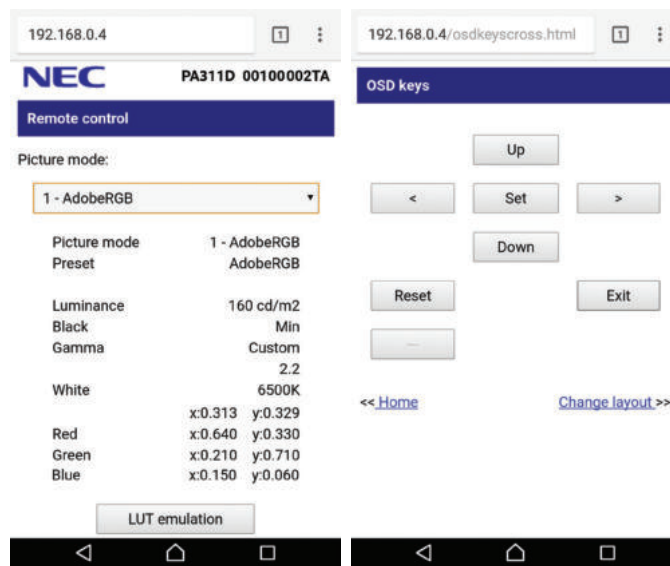 192.168.0.4
1
NEC
PA311D 00100002TA
Remote control
Picture mode:
1 - AdobeRGB
Picture mode 1 - AdobeRGB
Preset AdobeRGB
Luminance 160 cd/m2
Black Min
Gamma Custom
2.2
White 6500K
x:0.313 y:0.329
Red x:0.640 y:0.330
Green x:0.210 y:0.710
Blue x:0.150 y:0.060
LUT emulation
192.168.0.4/osdkeyscross.html
1
OSD keys
Up
< Set >
Down
Reset Exit
---
<< Home Change layout >>